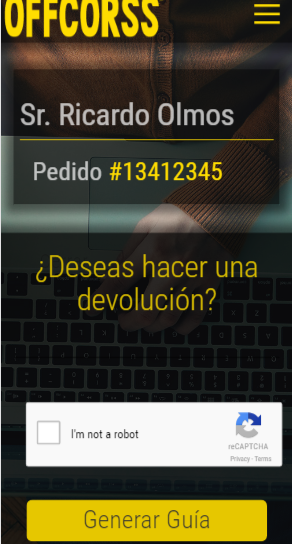 OFFCORSS
Sr. Ricardo Olmos
Pedido #13412345
¿Deseas hacer una
devolución?
I'm not a robot
reCAPTCHA
Privacy - Terms
Generar Guía